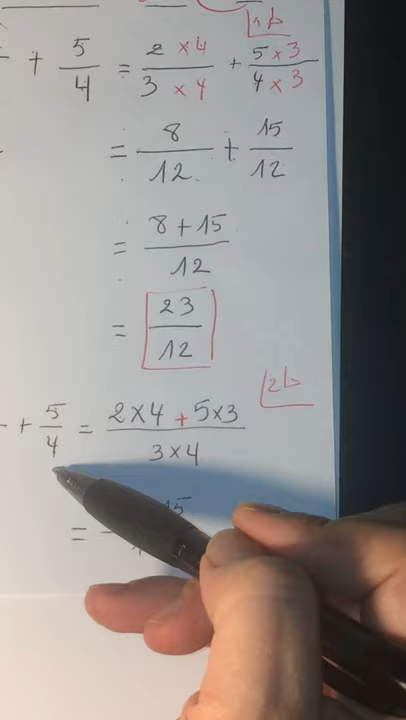 1b
+ 5/4 = 2 ×4/3 ×4 + 5 ×3/4 ×3
= 8/12 + 15/12
= 8+15/12
= 23/12
2b
+ 5/4 = 2×4 + 5×3/3×4
= 15